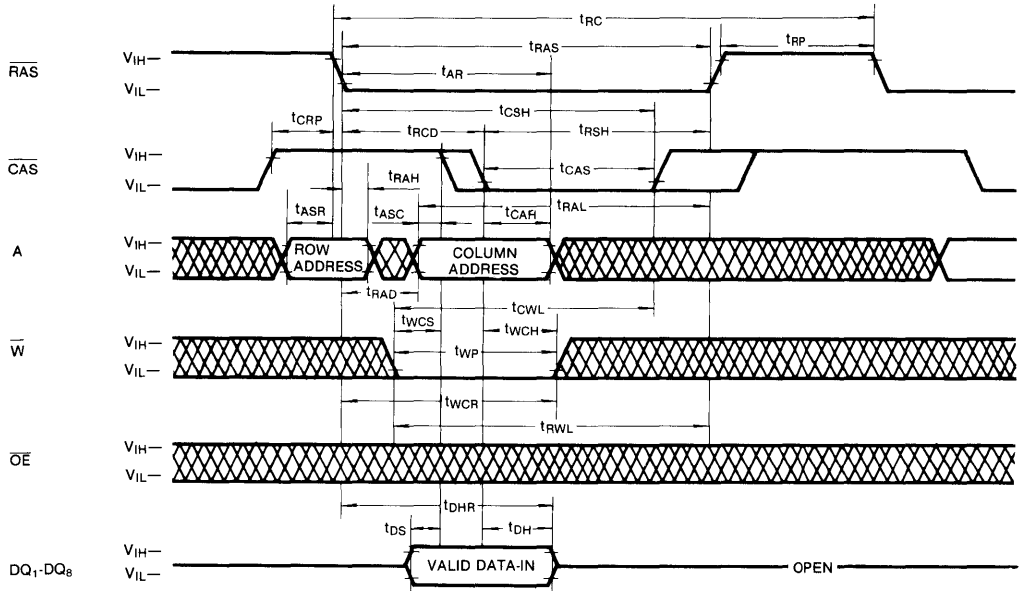 tRC
tRAS
tRP
RAS
VIH
VIL
tAR
tCSH
tCRP
tRCD
tRSH
CAS
VIH
VIL
tCAS
tRAH
tRAL
tASR
tASC
tCAH
A
VIH
VIL
ROW ADDRESS
COLUMN ADDRESS
tRAD
tCWL
tWCS
tWCH
W
VIH
VIL
tWP
tWCR
tRWL
OE
VIH
VIL
tDHR
tDS
tDH
DQ1-DQ8
VIH
VIL
VALID DATA-IN
OPEN